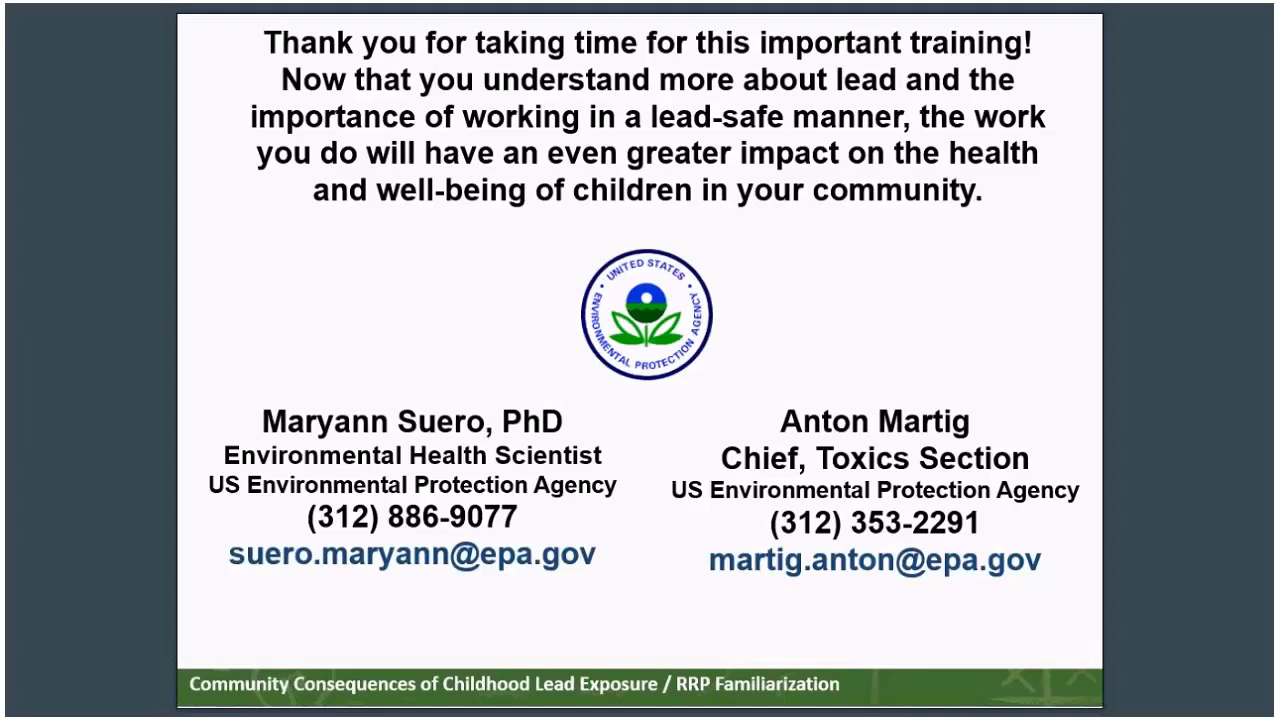 Thank you for taking time for this important training!
Now that you understand more about lead and the
importance of working in a lead-safe manner, the work
you do will have an even greater impact on the health
and well-being of children in your community.
UNITED STATES
ENVIRONMENTAL PROTECTION AGENCY
Maryann Suero, PhD
Environmental Health Scientist
US Environmental Protection Agency
(312) 886-9077
suero.maryann@epa.gov
Anton Martig
Chief, Toxics Section
US Environmental Protection Agency
(312) 353-2291
martig.anton@epa.gov
Community Consequences of Childhood Lead Exposure / RRP Familiarization